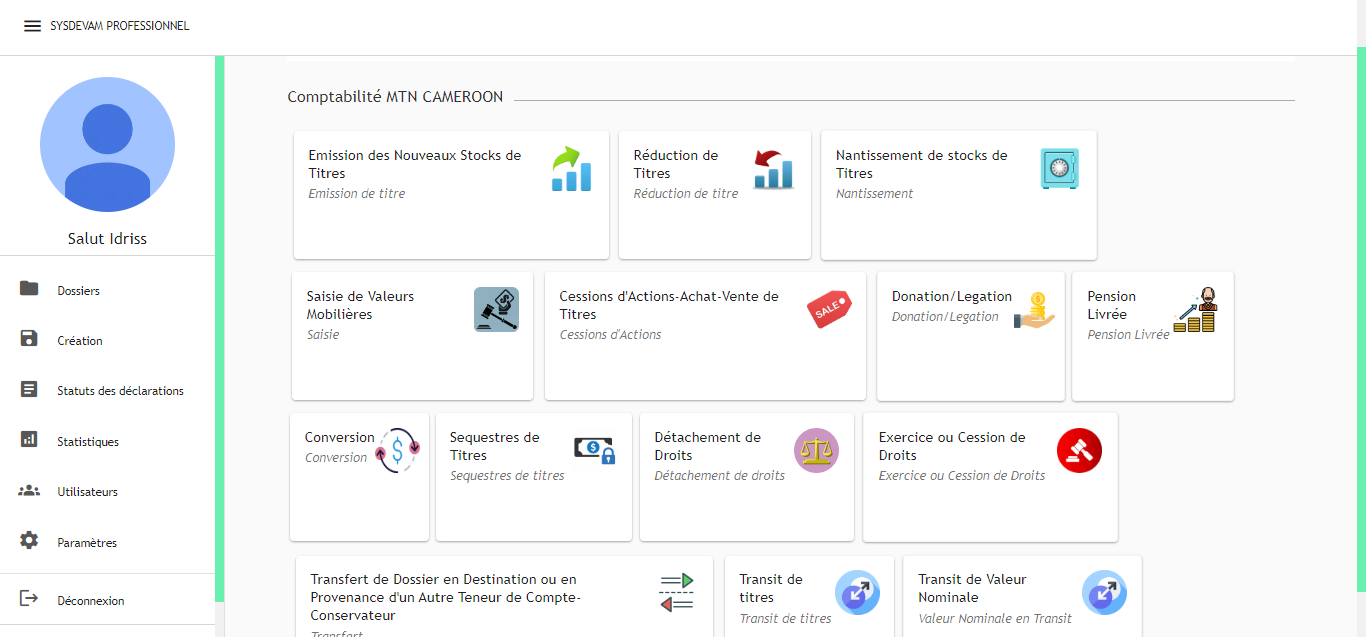 SYSDEVAM PROFESSIONNEL
Salut Idriss
Dossiers
Création
Statuts des déclarations
Statistiques
Utilisateurs
Paramètres
Déconnexion
Comptabilité MTN CAMEROON
Emission des Nouveaux Stocks de
Titres
Emission de titre
Réduction de
Titres
Réduction de titre
Nantissement de stocks de
Titres
Nantissement
Saisie de Valeurs
Mobilières
Saisie
Cessions d'Actions-Achat-Vente de
Titres
Cessions d'Actions
SALE
Donation/Legation
Donation/Legation
Pension
Livrée
Pension Livrée
Conversion
Conversion
Sequestres de
Titres
Sequestres de titres
Détachement de
Droits
Détachement de droits
Exercice ou Cession de
Droits
Exercice ou Cession de Droits
Transfert de Dossier en Destination ou en
Provenance d'un Autre Teneur de Compte-
Conservateur
Transfert
Transit de
titres
Transit de titres
Transit de Valeur
Nominale
Valeur Nominale en Transit